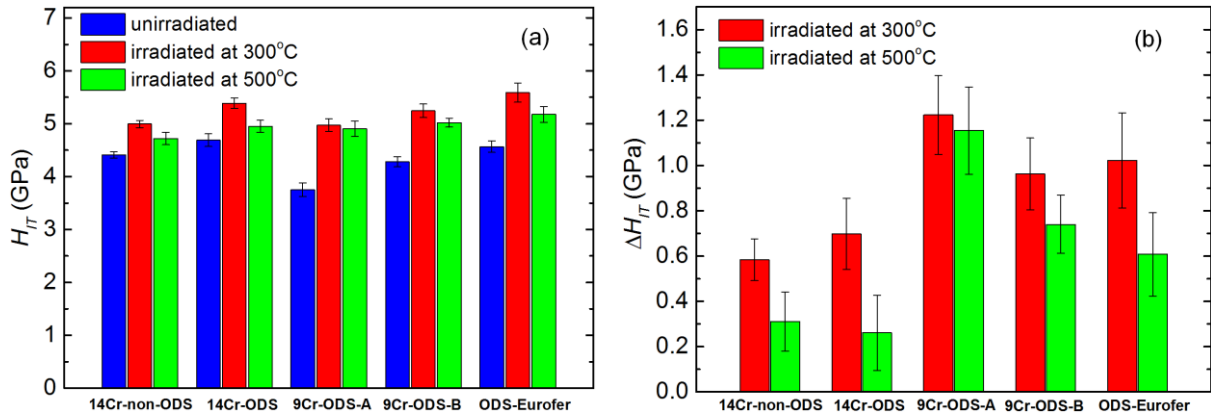 (a)
unirradiated
irradiated at 300°C
irradiated at 500°C
H_IT (GPa)
7
6
5
4
3
2
1
0
14Cr-non-ODS 14Cr-ODS 9Cr-ODS-A 9Cr-ODS-B ODS-Eurofer
(b)
irradiated at 300°C
irradiated at 500°C
ΔH_IT (GPa)
1.6
1.4
1.2
1.0
0.8
0.6
0.4
0.2
0.0
14Cr-non-ODS 14Cr-ODS 9Cr-ODS-A 9Cr-ODS-B ODS-Eurofer